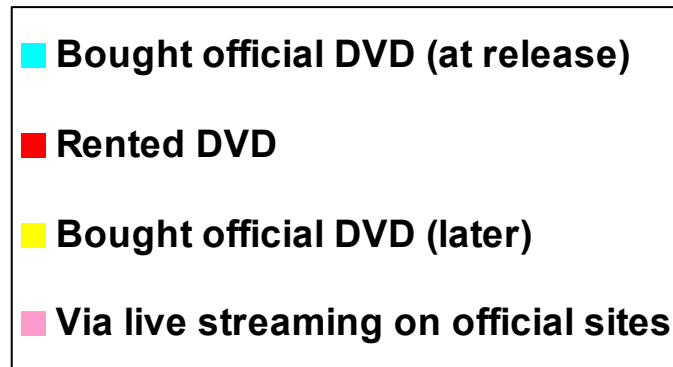 Bought official DVD (at release)
Rented DVD
Bought official DVD (later)
Via live streaming on official sites